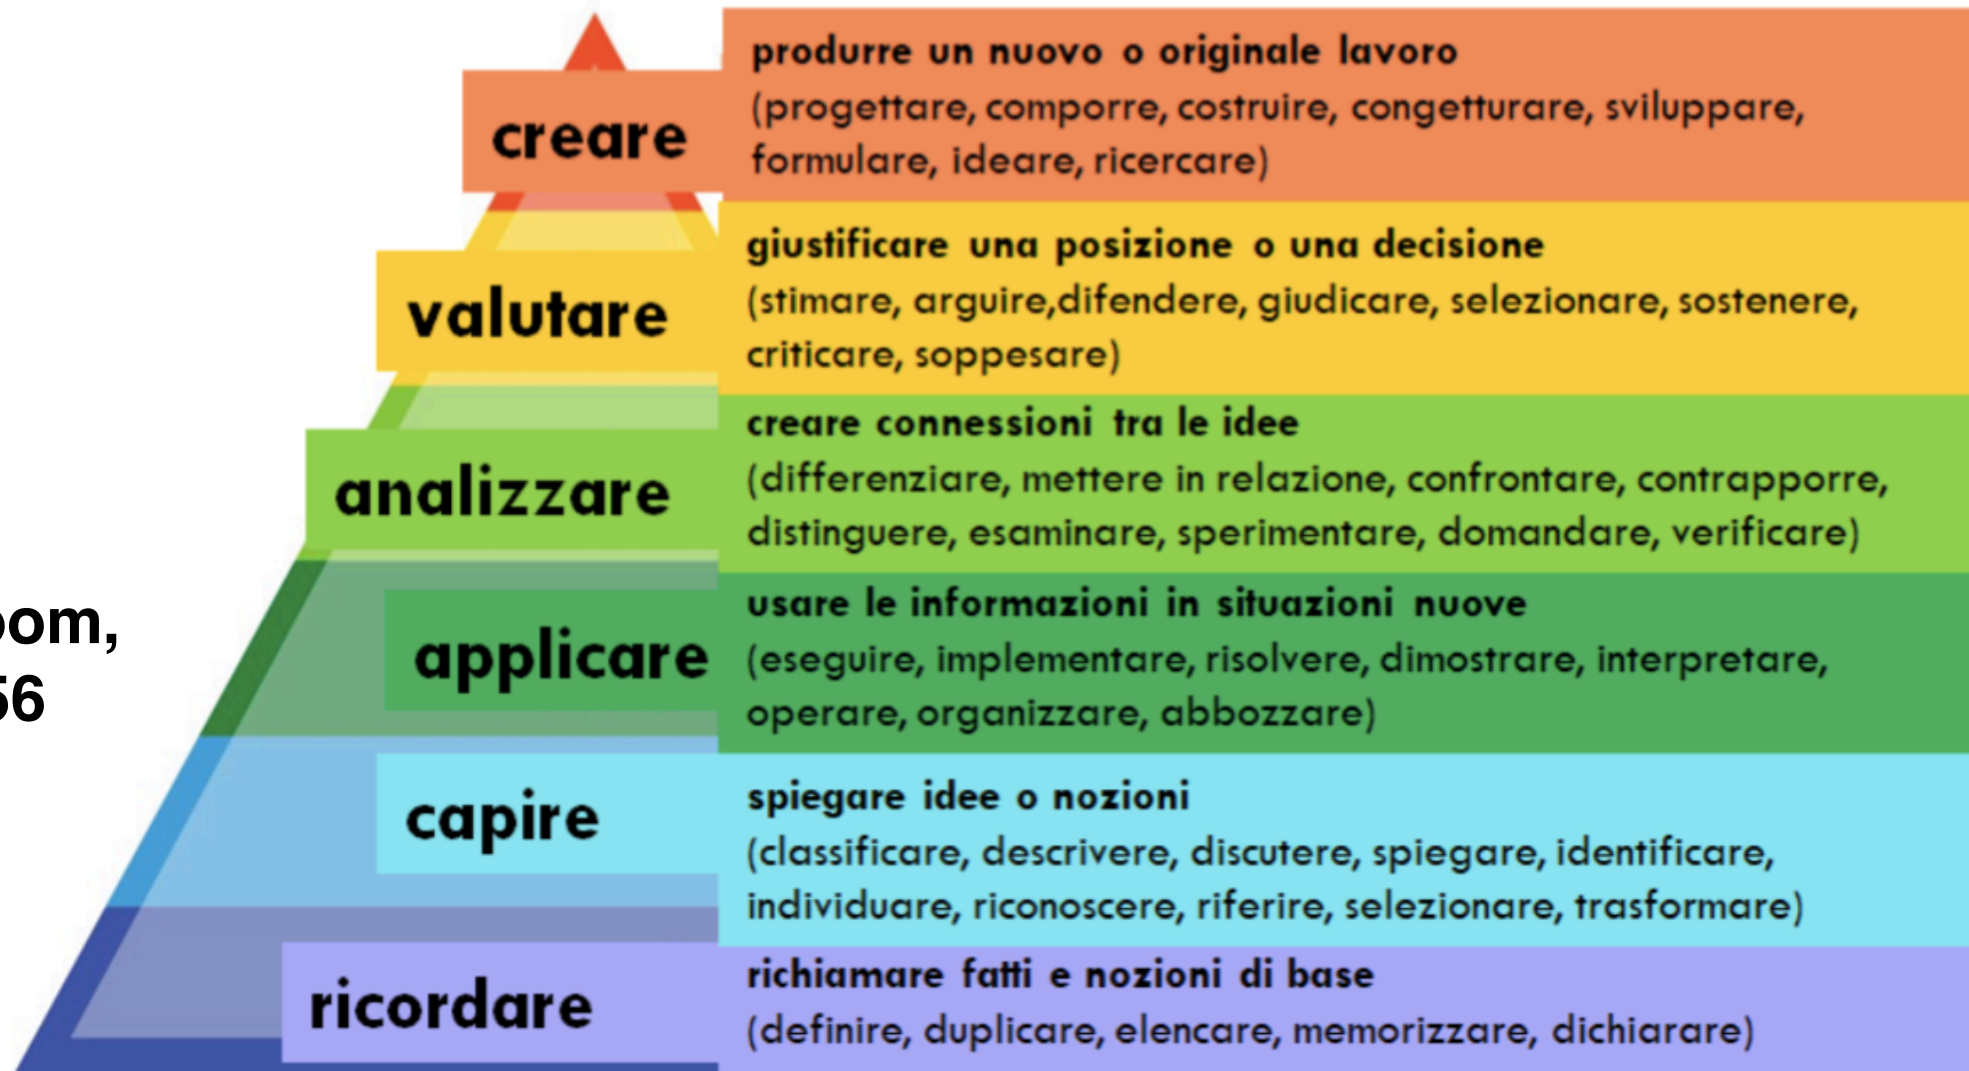 creare
produrre un nuovo o originale lavoro
(progettare, comporre, costruire, congetturare, sviluppare,
formulare, ideare, ricercare)
valutare
giustificare una posizione o una decisione
(stimare, arguire,difendere, giudicare, selezionare, sostenere,
criticare, soppesare)
analizzare
creare connessioni tra le idee
(differenziare, mettere in relazione, confrontare, contrapporre,
distinguere, esaminare, sperimentare, domandare, verificare)
applicare
usare le informazioni in situazioni nuove
(eseguire, implementare, risolvere, dimostrare, interpretare,
operare, organizzare, abbozzare)
capire
spiegare idee o nozioni
(classificare, descrivere, discutere, spiegare, identificare,
individuare, riconoscere, riferire, selezionare, trasformare)
ricordare
richiamare fatti e nozioni di base
(definire, duplicare, elencare, memorizzare, dichiarare)